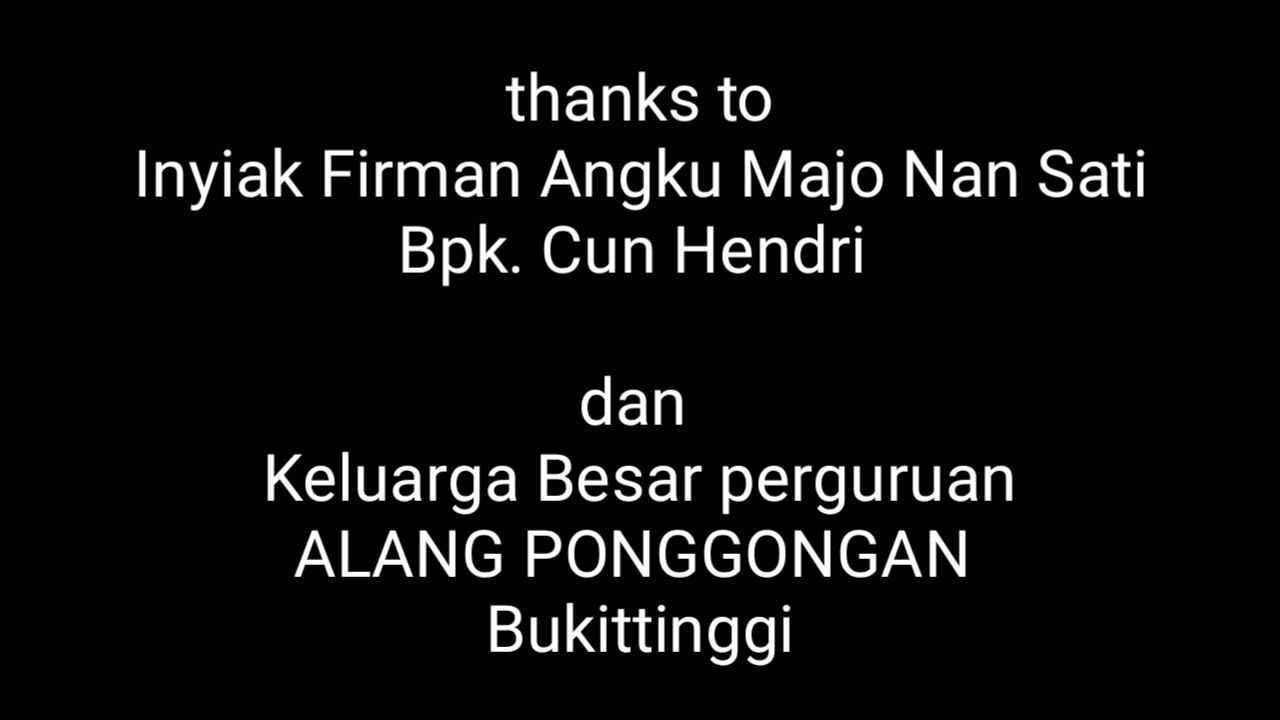 thanks to
Inyiak Firman Angku Majo Nan Sati
Bpk. Cun Hendri
dan
Keluarga Besar perguruan
ALANG PONGGONGAN
Bukittinggi